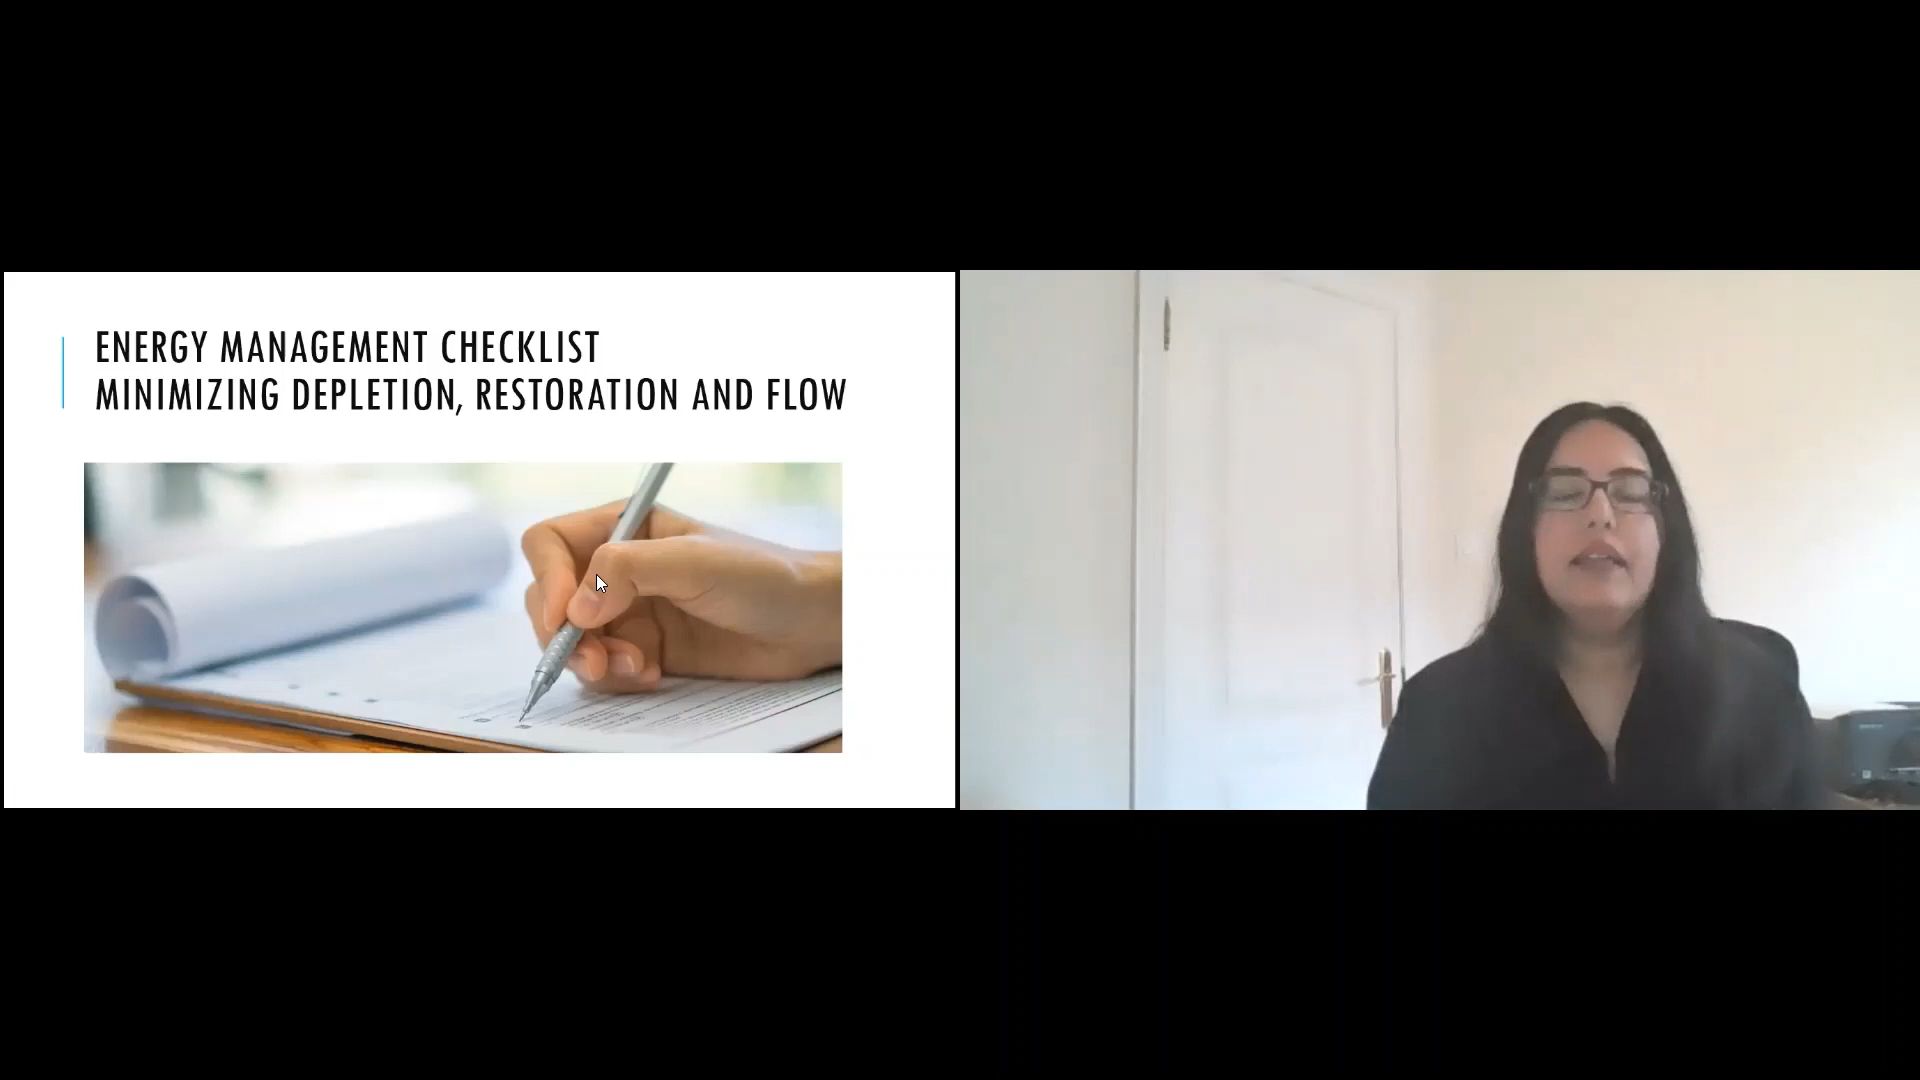 ENERGY MANAGEMENT CHECKLIST
MINIMIZING DEPLETION, RESTORATION AND FLOW